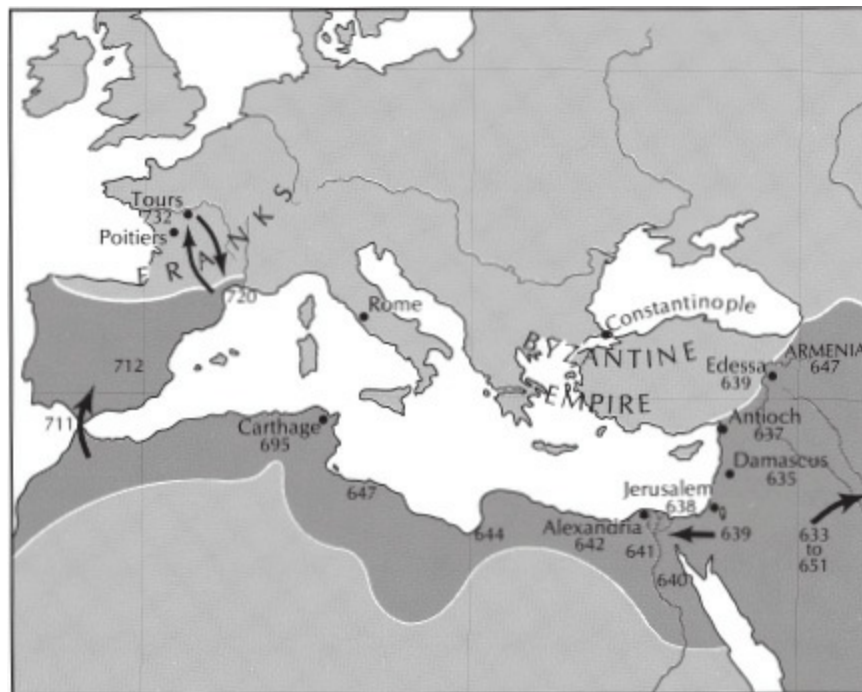 Tours
732
Poitiers
FRANKS
720
Rome
Constantinople
BYZANTINE
EMPIRE
ARMENIA
647
Edessa
639
712
711
Carthage
695
Antioch
637
Damascus
635
647
Jerusalem
638
644
Alexandria
642
641
639
640
633
to
651